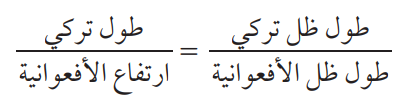 طول ظل تركي = طول تركي
طول ظل الأفعوانية ارتفاع الأفعوانية